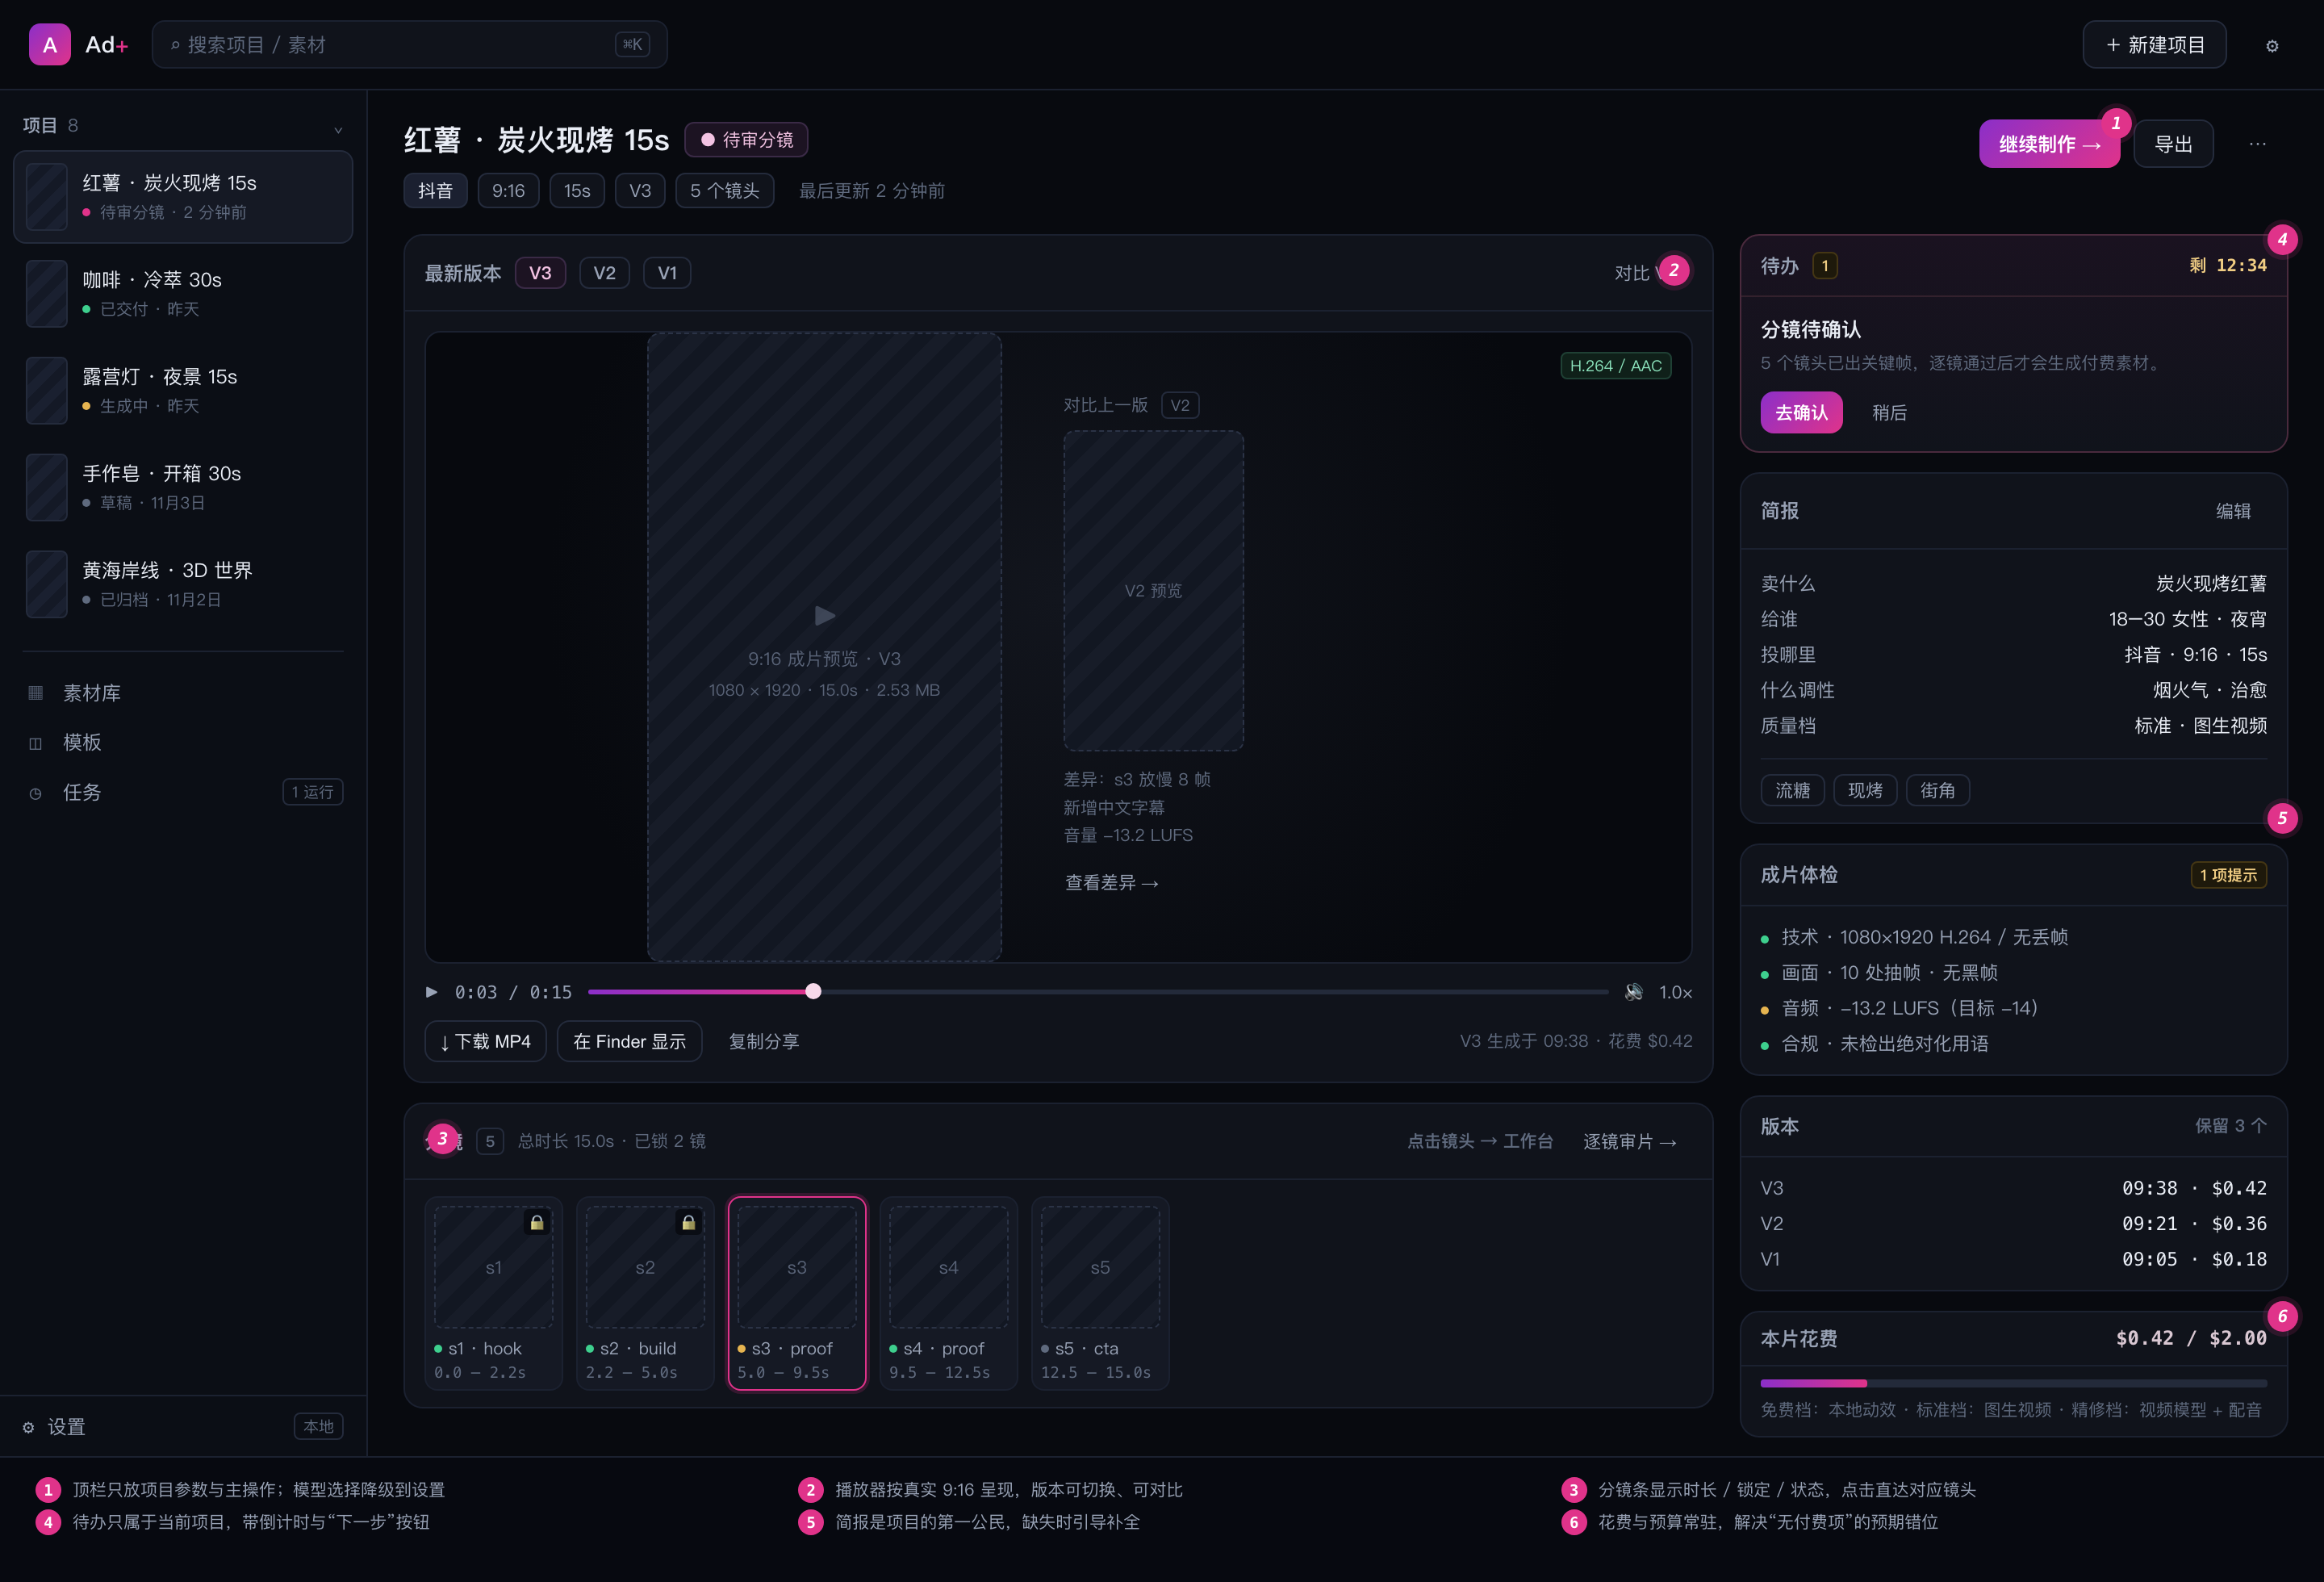 A Ad+
搜索项目 / 素材 ⌘K
+ 新建项目
项目 8
红薯 · 炭火现烤 15s
待审分镜 · 2 分钟前
咖啡 · 冷萃 30s
已交付 · 昨天
露营灯 · 夜景 15s
生成中 · 昨天
手作皂 · 开箱 30s
草稿 · 11月3日
黄海岸线 · 3D 世界
已归档 · 11月2日
素材库
模板
任务 1 运行
设置 本地
红薯 · 炭火现烤 15s 待审分镜
继续制作 → 1 导出 ···
抖音 9:16 15s V3 5 个镜头 最后更新 2 分钟前
最新版本 V3 V2 V1 对比 2
H.264 / AAC
9:16 成片预览 · V3
1080 × 1920 · 15.0s · 2.53 MB
对比上一版 V2
V2 预览
差异：s3 放慢 8 帧
新增中文字幕
音量 −13.2 LUFS
查看差异 →
0:03 / 0:15 1.0×
↓ 下载 MP4 在 Finder 显示 复制分享 V3 生成于 09:38 · 花费 $0.42
3 镜 5 总时长 15.0s · 已锁 2 镜 点击镜头 → 工作台 逐镜审片 →
s1 s2 s3 s4 s5
s1 · hook s2 · build s3 · proof s4 · proof s5 · cta
0.0 – 2.2s 2.2 – 5.0s 5.0 – 9.5s 9.5 – 12.5s 12.5 – 15.0s
4
待办 1 剩 12:34
分镜待确认
5 个镜头已出关键帧，逐镜通过后才会生成付费素材。
去确认 稍后
简报 编辑
卖什么 炭火现烤红薯
给谁 18–30 女性 · 夜宵
投哪里 抖音 · 9:16 · 15s
什么调性 烟火气 · 治愈
质量档 标准 · 图生视频
流糖 现烤 街角
5
成片体检 1 项提示
技术 · 1080×1920 H.264 / 无丢帧
画面 · 10 处抽帧 · 无黑帧
音频 · −13.2 LUFS（目标 −14）
合规 · 未检出绝对化用语
版本 保留 3 个
V3 09:38 · $0.42
V2 09:21 · $0.36
V1 09:05 · $0.18
6
本片花费 $0.42 / $2.00
免费档：本地动效 · 标准档：图生视频 · 精修档：视频模型 + 配音
1 顶栏只放项目参数与主操作；模型选择降级到设置
2 播放器按真实 9:16 呈现，版本可切换、可对比
3 分镜条显示时长 / 锁定 / 状态，点击直达对应镜头
4 待办只属于当前项目，带倒计时与“下一步”按钮
5 简报是项目的第一公民，缺失时引导补全
6 花费与预算常驻，解决“无付费项”的预期错位